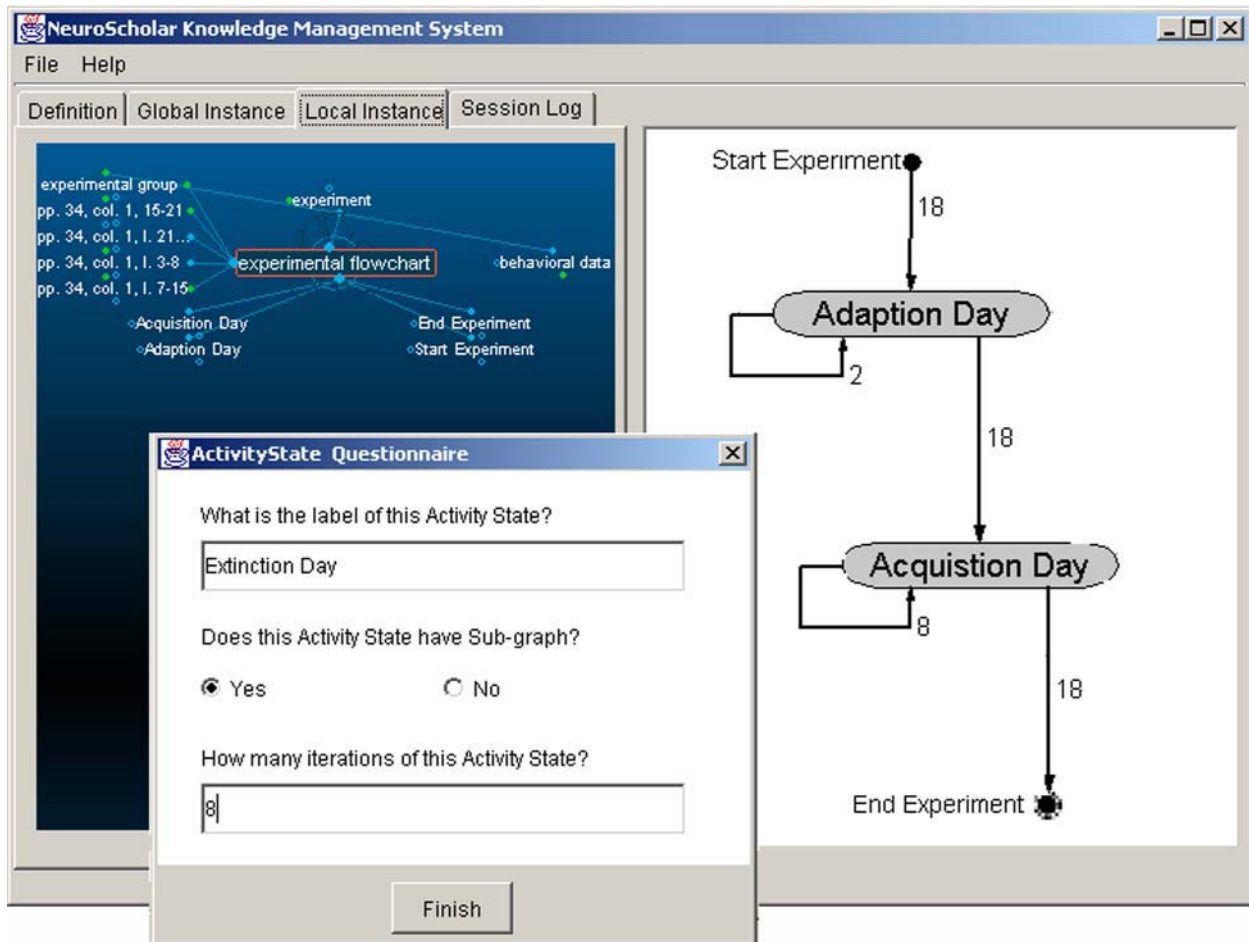 NeuroScholar Knowledge Management System
File Help
Definition Global Instance Local Instance Session Log
experimental group
experiment
pp. 34, col. 1, 15-21
pp. 34, col. 1, l. 21...
pp. 34, col. 1, l. 3-8
experimental flowchart
behavioral data
pp. 34, col. 1, l. 7-15
Acquisition Day
End Experiment
Adaption Day
Start Experiment
Start Experiment
18
Adaption Day
2
18
Acquistion Day
8
18
End Experiment
ActivityState Questionnaire
What is the label of this Activity State?
Extinction Day
Does this Activity State have Sub-graph?
Yes No
How many iterations of this Activity State?
8
Finish